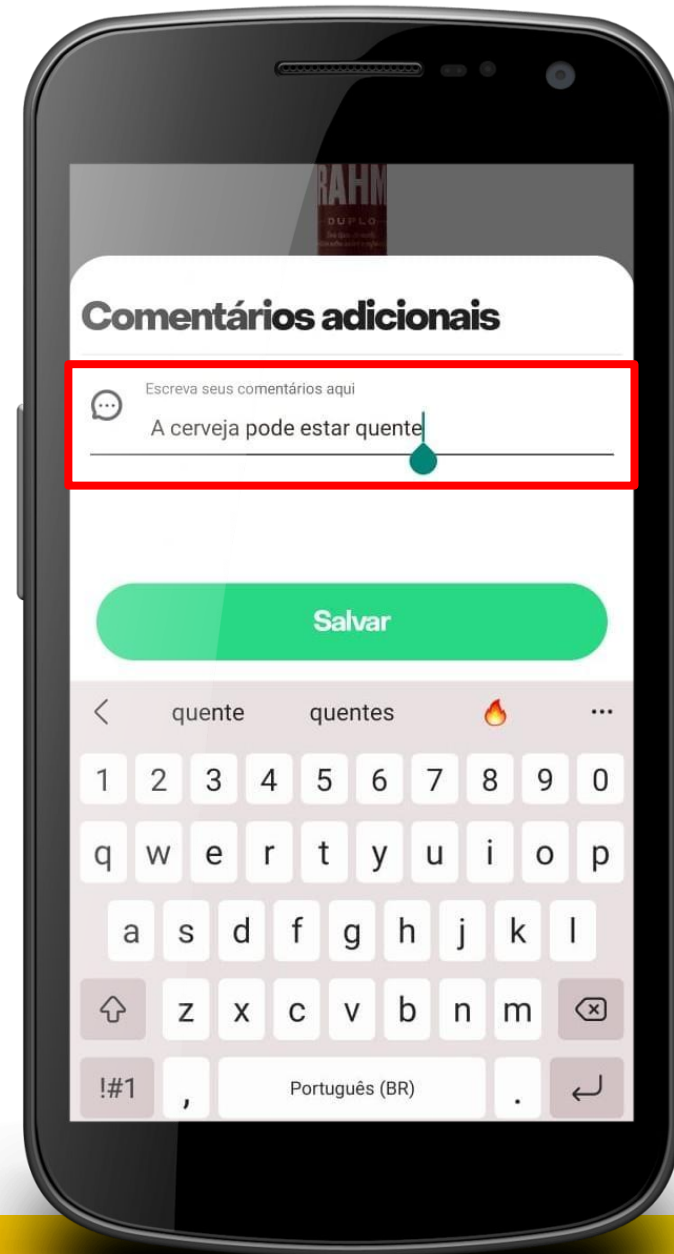 RAHM
DUPLO
Comentários adicionais
Escreva seus comentários aqui
A cerveja pode estar quente
Salvar
quente quentes
1 2 3 4 5 6 7 8 9 0
q w e r t y u i o p
a s d f g h j k l
z x c v b n m
!#1 , Português (BR) .